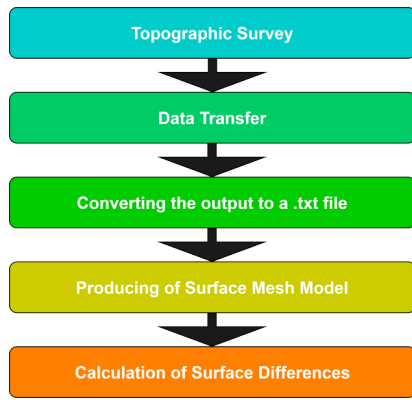 Topographic Survey
Data Transfer
Converting the output to a .txt file
Producing of Surface Mesh Model
Calculation of Surface Differences